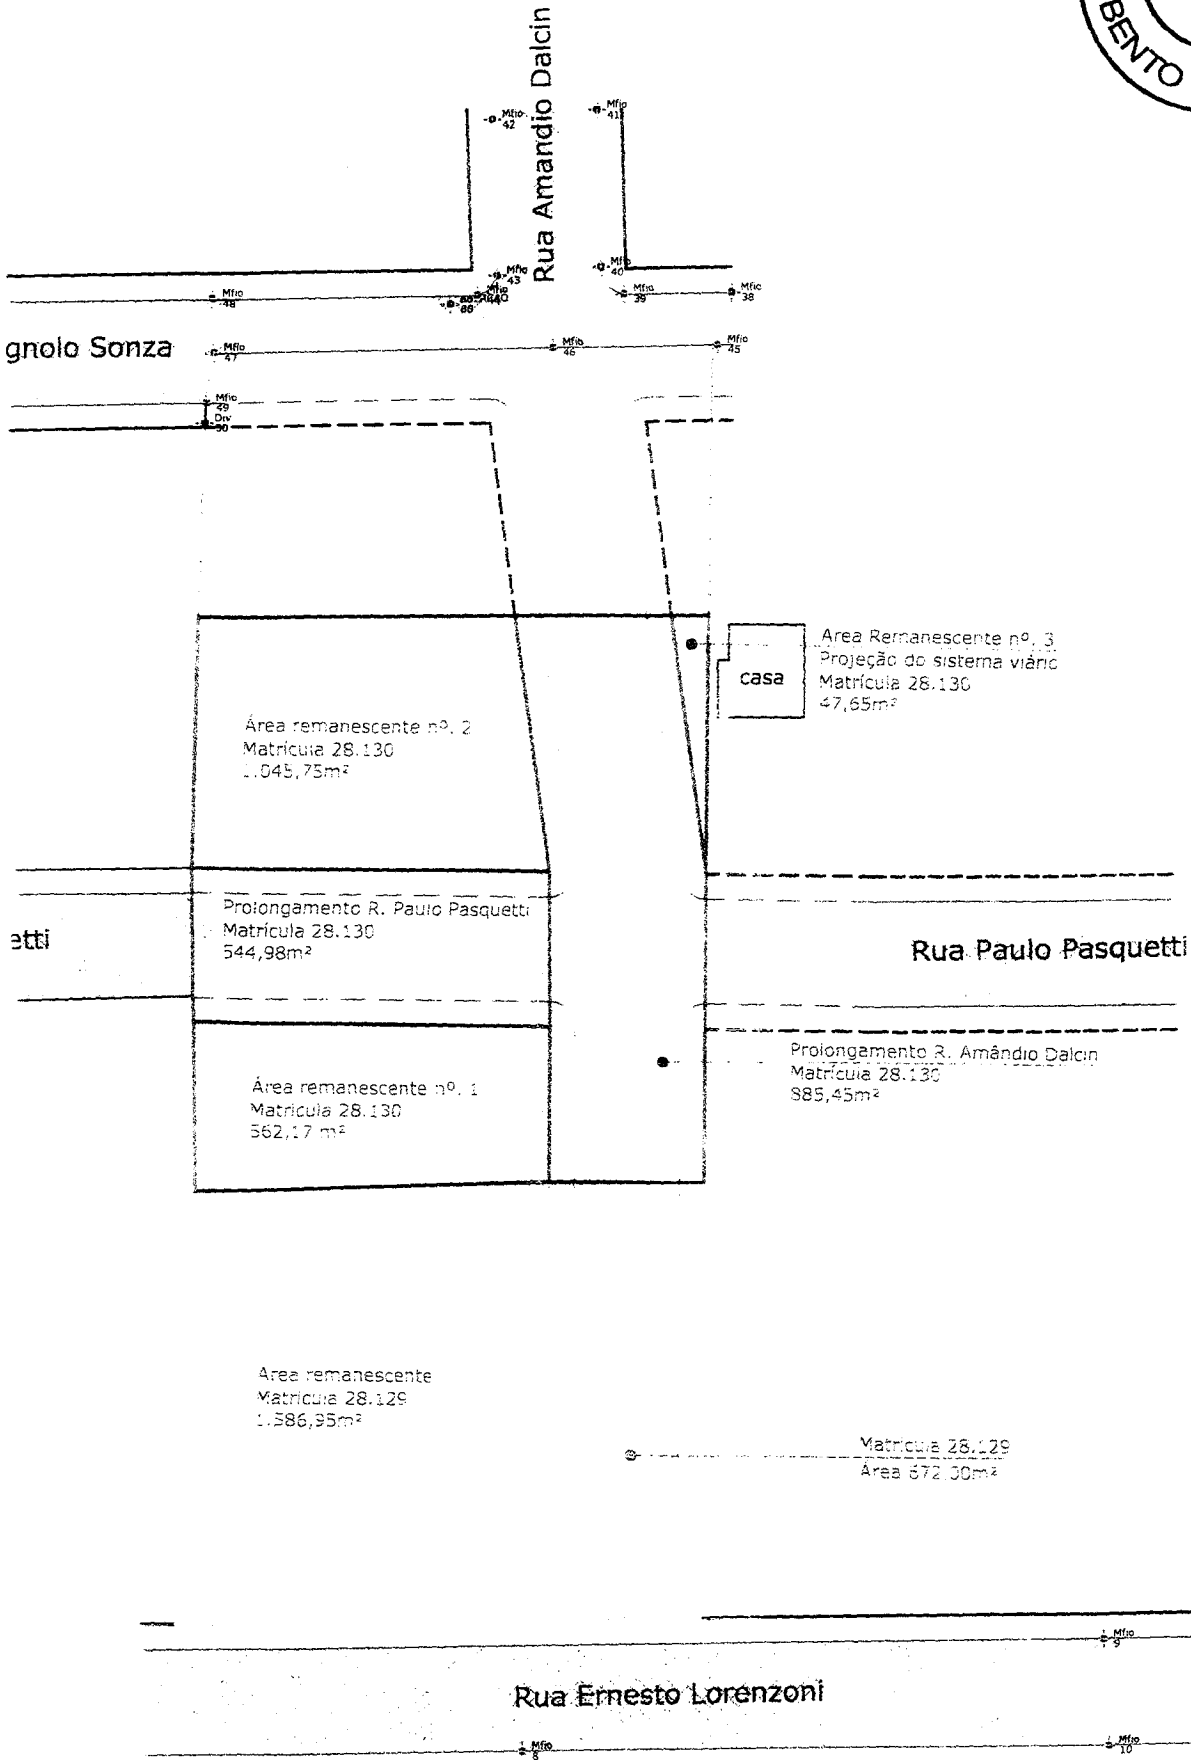 BENTO
Rua Amandio Dalcin
Mfio
42
Mfio
41
Mfio
43
Mfio
40
Mfio
48
Mfio
39
Mfio
38
gnolo Sonza
Mfio
47
Mfio
46
Mfio
45
Mfio
49
Div
50
Area Remanescente nº. 3
Projeção do sistema viário
Matrícula 28.130
47,65m²
casa
Área remanescente nº. 2
Matrícula 28.130
1.045,75m²
Prolongamento R. Paulo Pasquetti
Matrícula 28.130
544,98m²
etti
Rua Paulo Pasquetti
Prolongamento R. Amândio Dalcin
Matrícula 28.130
885,45m²
Área remanescente nº. 1
Matrícula 28.130
562,17 m²
Area remanescente
Matrícula 28.129
1.586,95m²
Matrícula 28.129
Área 672,00m²
Mfio
9
Rua Ernesto Lorenzoni
Mfio
8
Mfio
10